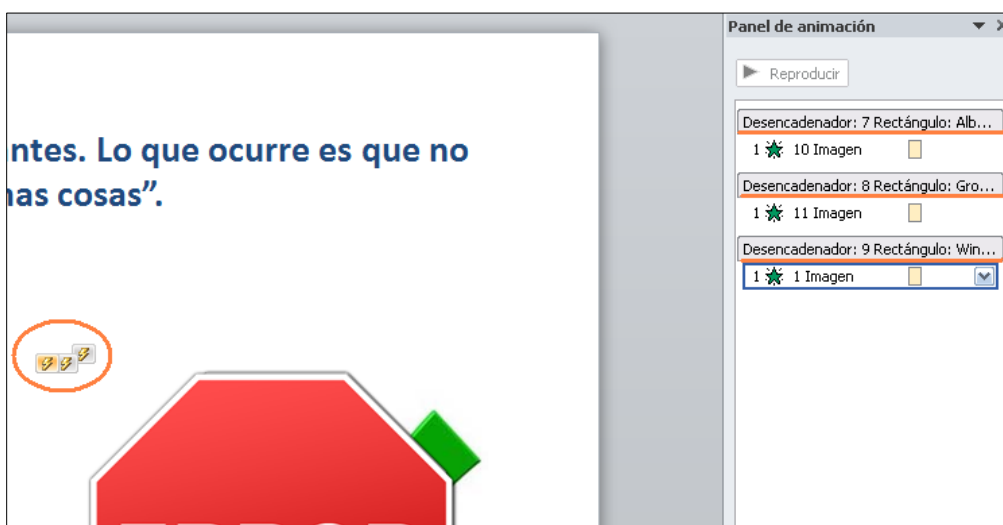 Panel de animación
Reproducir
ntes. Lo que ocurre es que no
nas cosas”.
Desencadenador: 7 Rectángulo: Alb...
1 10 Imagen
Desencadenador: 8 Rectángulo: Gro...
1 11 Imagen
Desencadenador: 9 Rectángulo: Win...
1 1 Imagen
ERROR